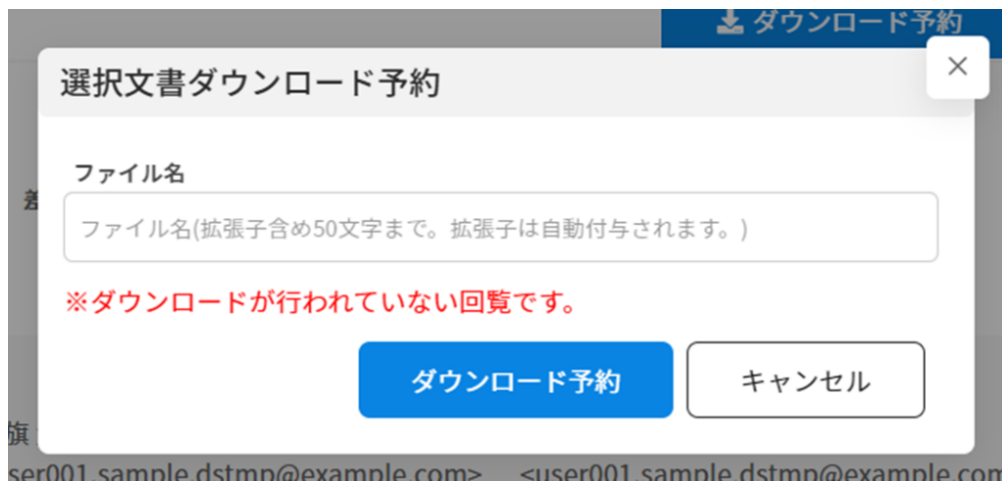 ダウンロード予約
選択文書ダウンロード予約
×
ファイル名
ファイル名(拡張子含め50文字まで。拡張子は自動付与されます。)
※ダウンロードが行われていない回覧です。
ダウンロード予約
キャンセル
旗
ser001.sample.dstmp@example.com> <user001.sample.dstmp@example.com